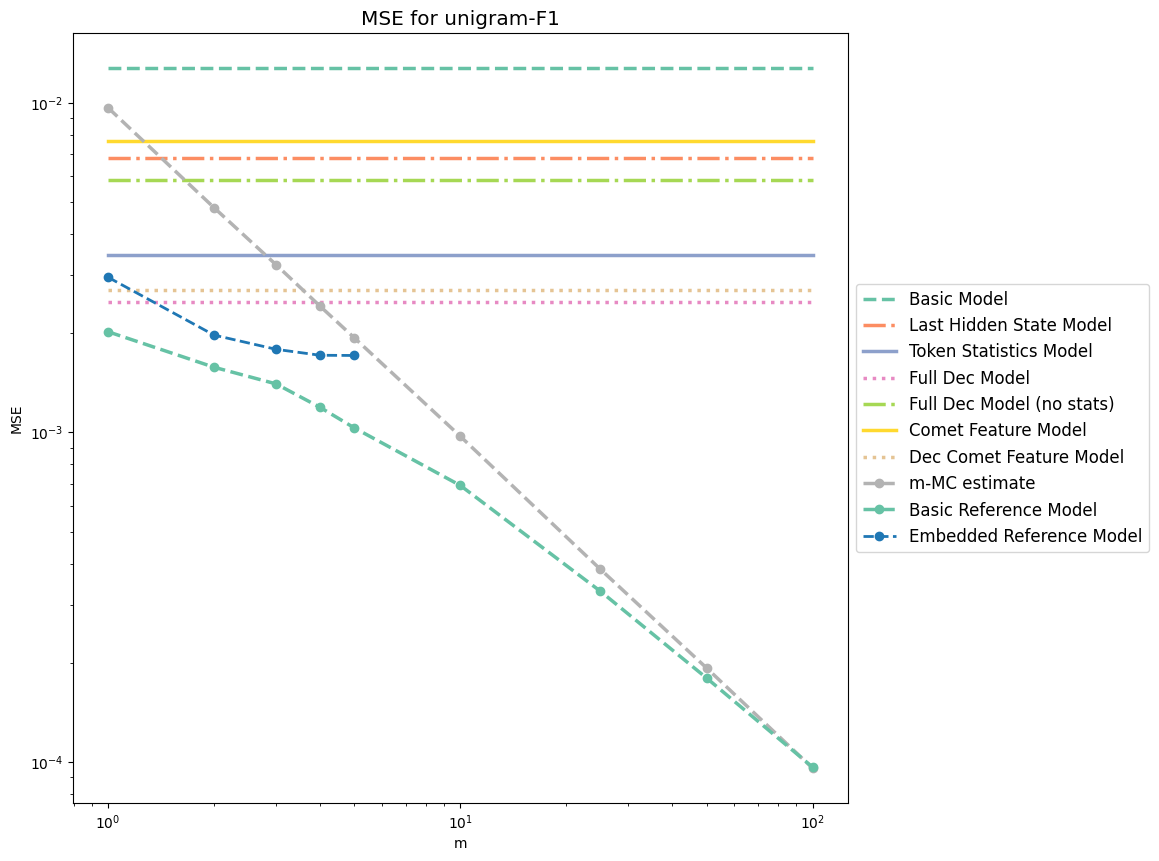 MSE for unigram-F1
MSE
10⁻²
10⁻³
10⁻⁴
10⁰
10¹
10²
m
Basic Model
Last Hidden State Model
Token Statistics Model
Full Dec Model
Full Dec Model (no stats)
Comet Feature Model
Dec Comet Feature Model
m-MC estimate
Basic Reference Model
Embedded Reference Model